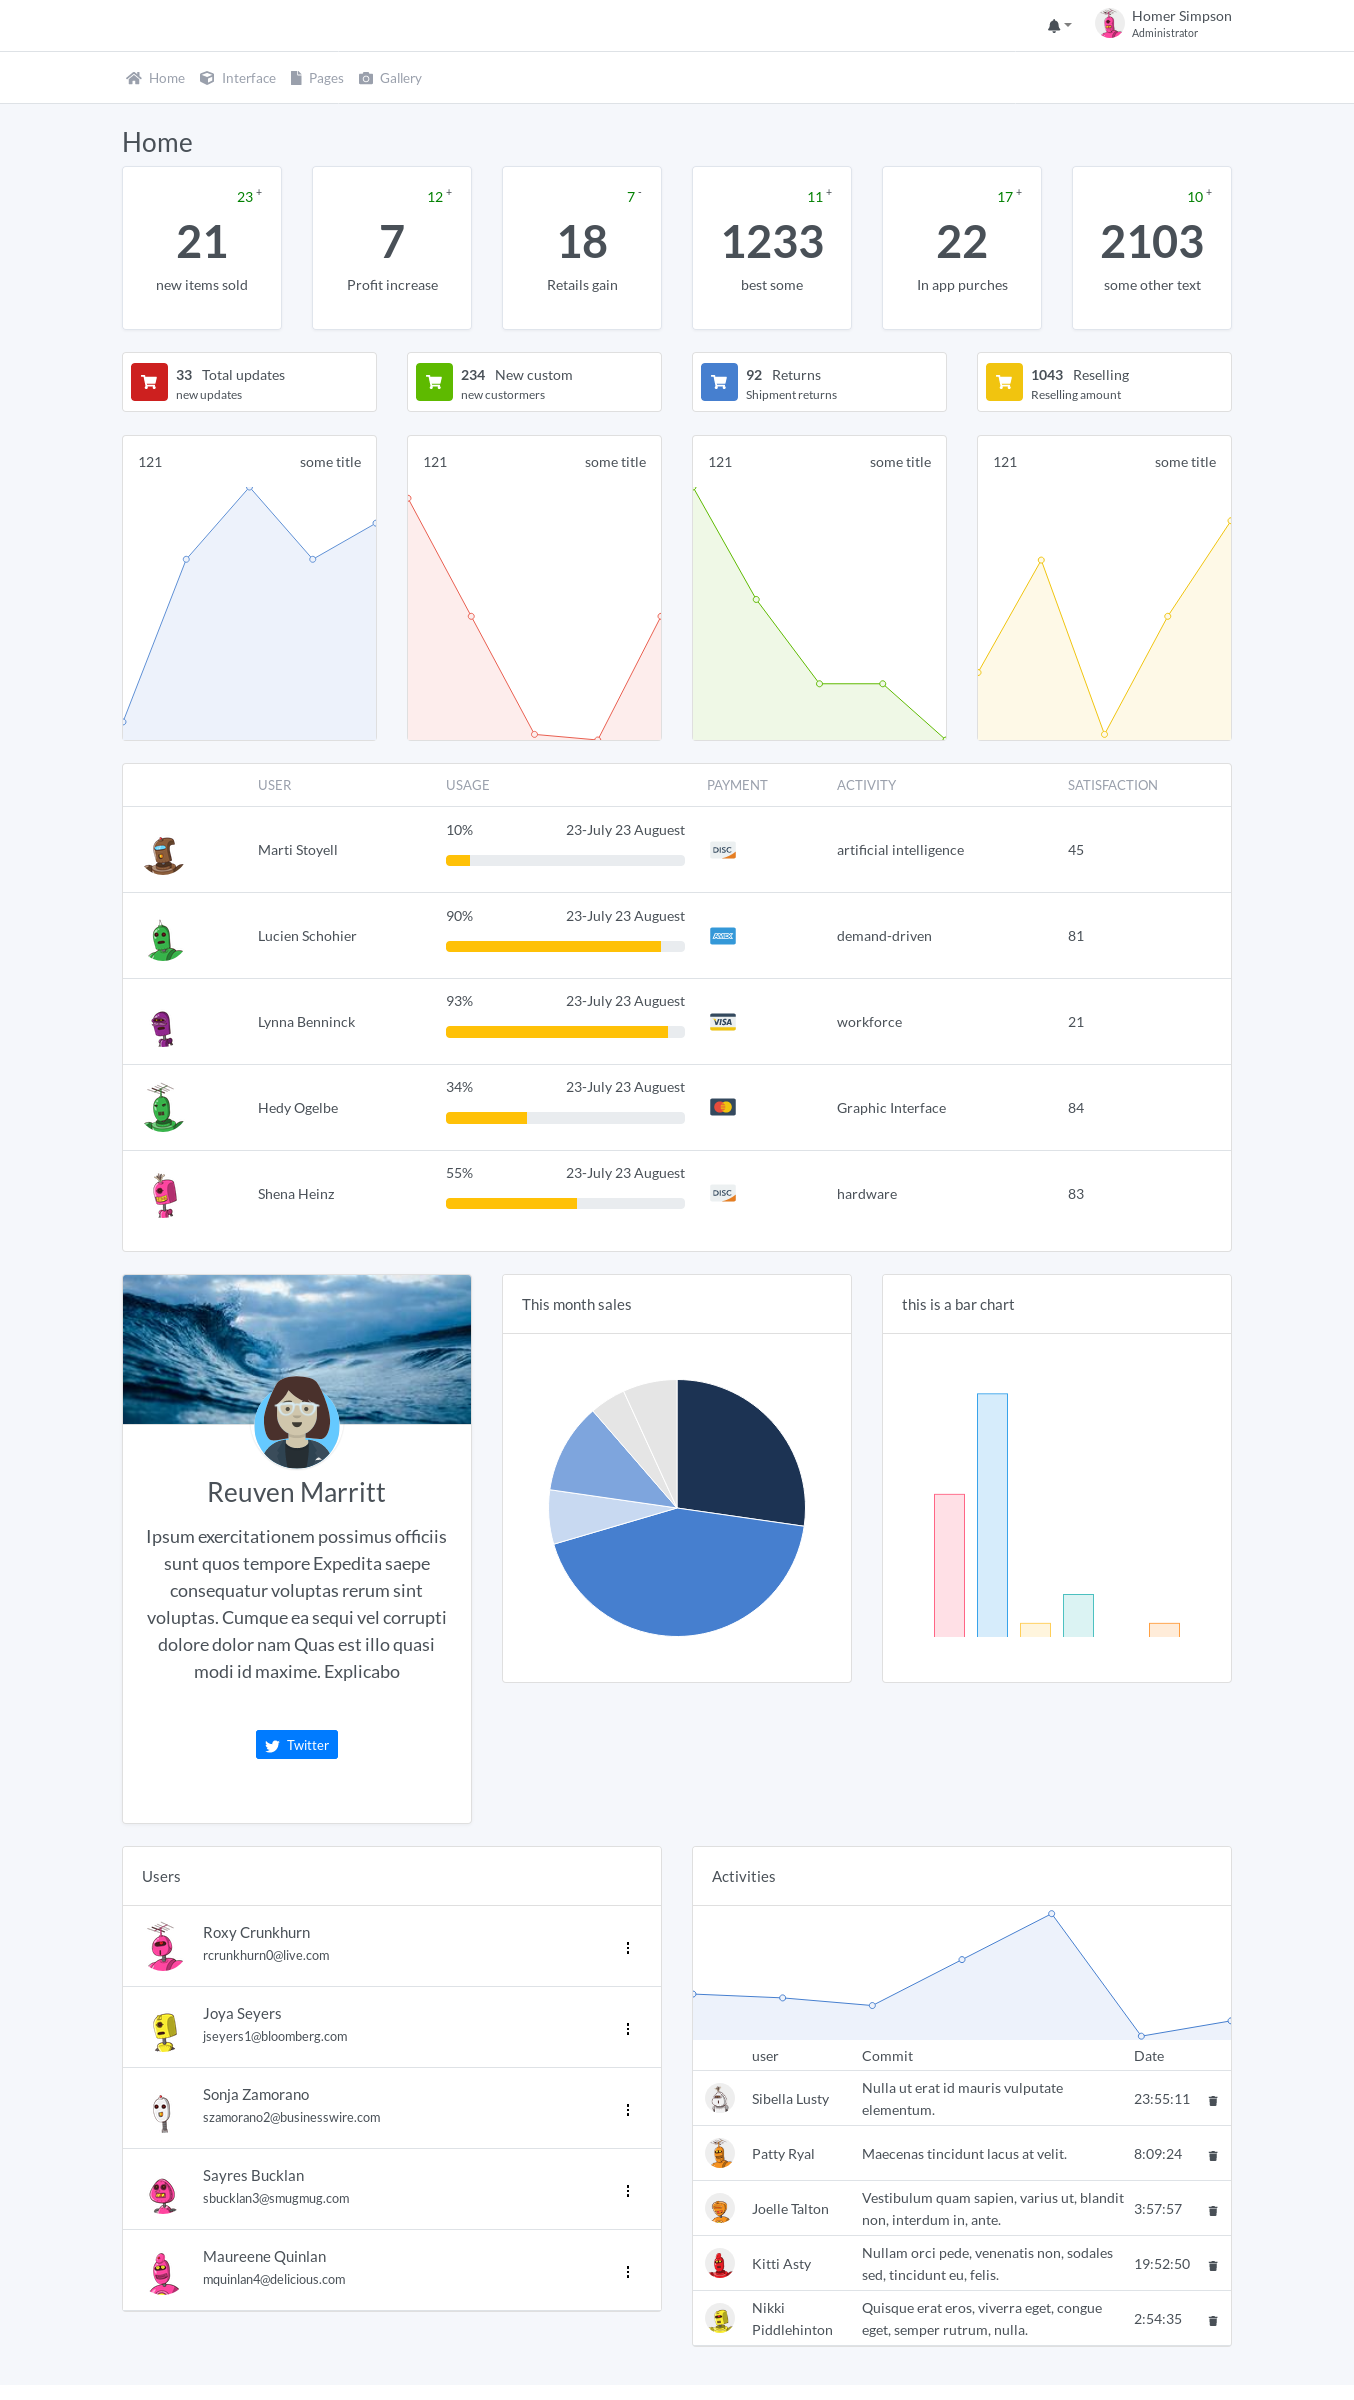 Homer Simpson
Administrator
Home Interface Pages Gallery
Home
23 + 12 + 7 - 11 + 17 + 10 +
21 7 18 1233 22 2103
new items sold Profit increase Retails gain best some In app purches some other text
33 Total updates 234 New custom 92 Returns 1043 Reselling
new updates new custormers Shipment returns Reselling amount
121 some title 121 some title 121 some title 121 some title
USER USAGE PAYMENT ACTIVITY SATISFACTION
10% 23-July 23 Auguest
Marti Stoyell DISC artificial intelligence 45
90% 23-July 23 Auguest
Lucien Schohier AMEX demand-driven 81
93% 23-July 23 Auguest
Lynna Benninck VISA workforce 21
34% 23-July 23 Auguest
Hedy Ogelbe Graphic Interface 84
55% 23-July 23 Auguest
Shena Heinz DISC hardware 83
This month sales this is a bar chart
Reuven Marritt
Ipsum exercitationem possimus officiis
sunt quos tempore Expedita saepe
consequatur voluptas rerum sint
voluptas. Cumque ea sequi vel corrupti
dolore dolor nam Quas est illo quasi
modi id maxime. Explicabo
Twitter
Users
Roxy Crunkhurn
rcrunkhurn0@live.com
Joya Seyers
jseyers1@bloomberg.com
Sonja Zamorano
szamorano2@businesswire.com
Sayres Bucklan
sbucklan3@smugmug.com
Maureene Quinlan
mquinlan4@delicious.com
Activities
user Commit Date
Sibella Lusty Nulla ut erat id mauris vulputate 23:55:11
elementum.
Patty Ryal Maecenas tincidunt lacus at velit. 8:09:24
Joelle Talton Vestibulum quam sapien, varius ut, blandit 3:57:57
non, interdum in, ante.
Kitti Asty Nullam orci pede, venenatis non, sodales 19:52:50
sed, tincidunt eu, felis.
Nikki Quisque erat eros, viverra eget, congue 2:54:35
Piddlehinton eget, semper rutrum, nulla.